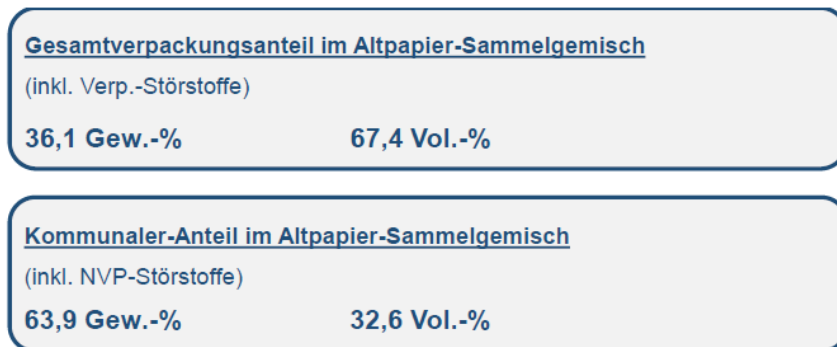 Gesamtverpackungsanteil im Altpapier-Sammelgemisch
(inkl. Verp.-Störstoffe)
36,1 Gew.-% 67,4 Vol.-%
Kommunaler-Anteil im Altpapier-Sammelgemisch
(inkl. NVP-Störstoffe)
63,9 Gew.-% 32,6 Vol.-%